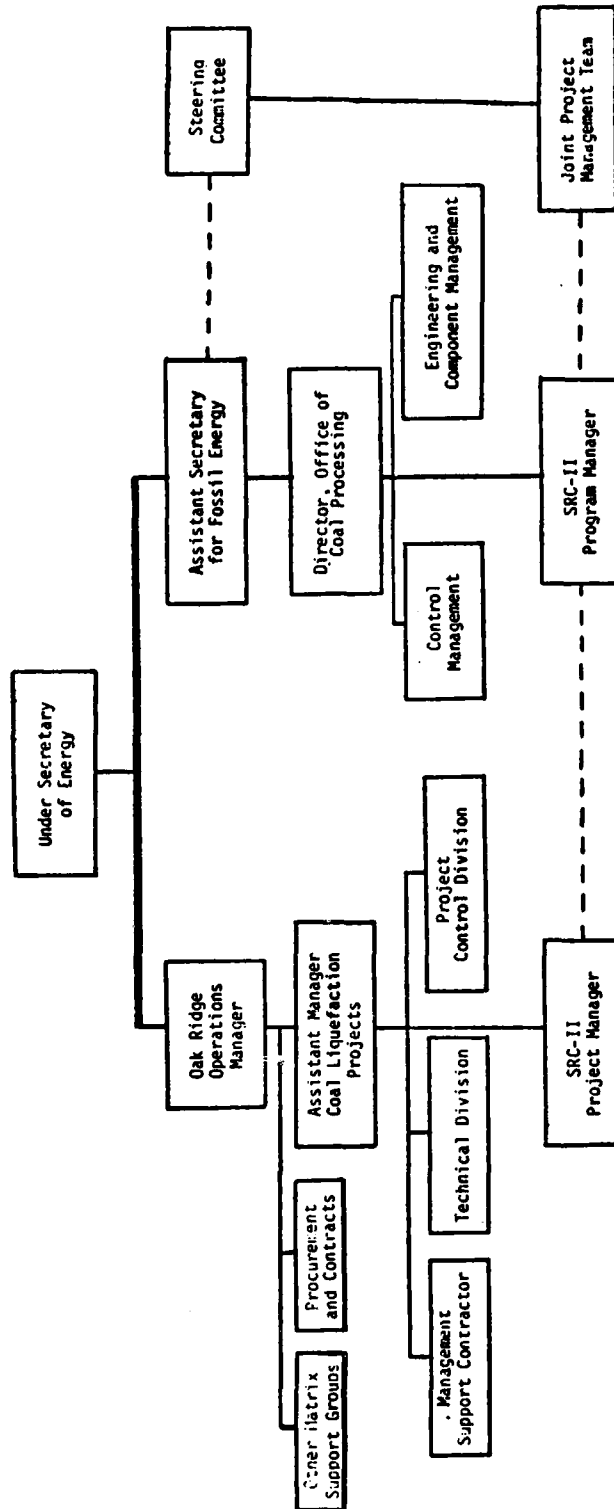 Under Secretary
of Energy
Oak Ridge
Operations
Manager
Assistant Secretary
for Fossil Energy
Steering
Committee
Other Matrix
Support Groups
Procurement
and Contracts
Assistant Manager
Coal Liquefaction
Projects
Director, Office of
Coal Processing
Management
Support Contractor
Technical Division
Project
Control Division
Control
Management
Engineering and
Component Management
SRC-II
Project Manager
SRC-II
Program Manager
Joint Project
Management Team